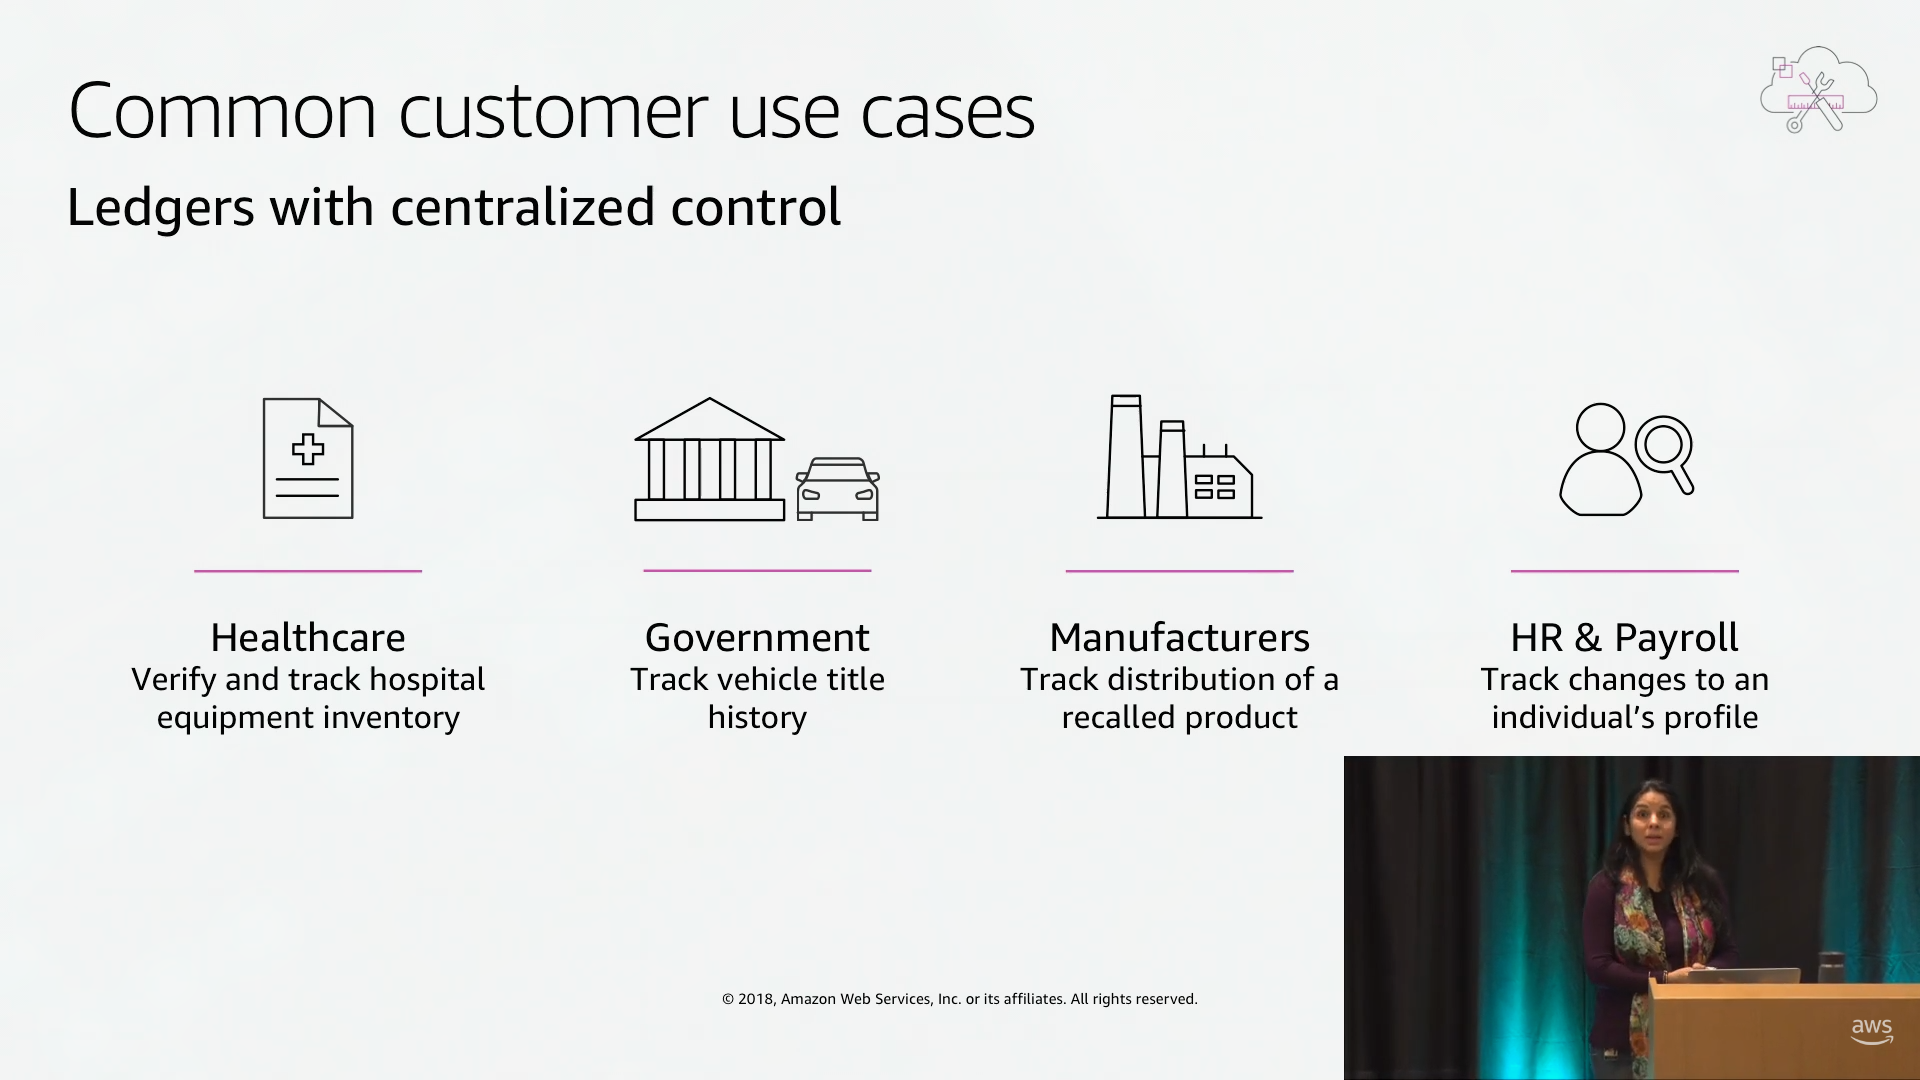 Common customer use cases
Ledgers with centralized control
Healthcare
Verify and track hospital
equipment inventory
Government
Track vehicle title
history
Manufacturers
Track distribution of a
recalled product
HR & Payroll
Track changes to an
individual’s profile
© 2018, Amazon Web Services, Inc. or its affiliates. All rights reserved.
aws